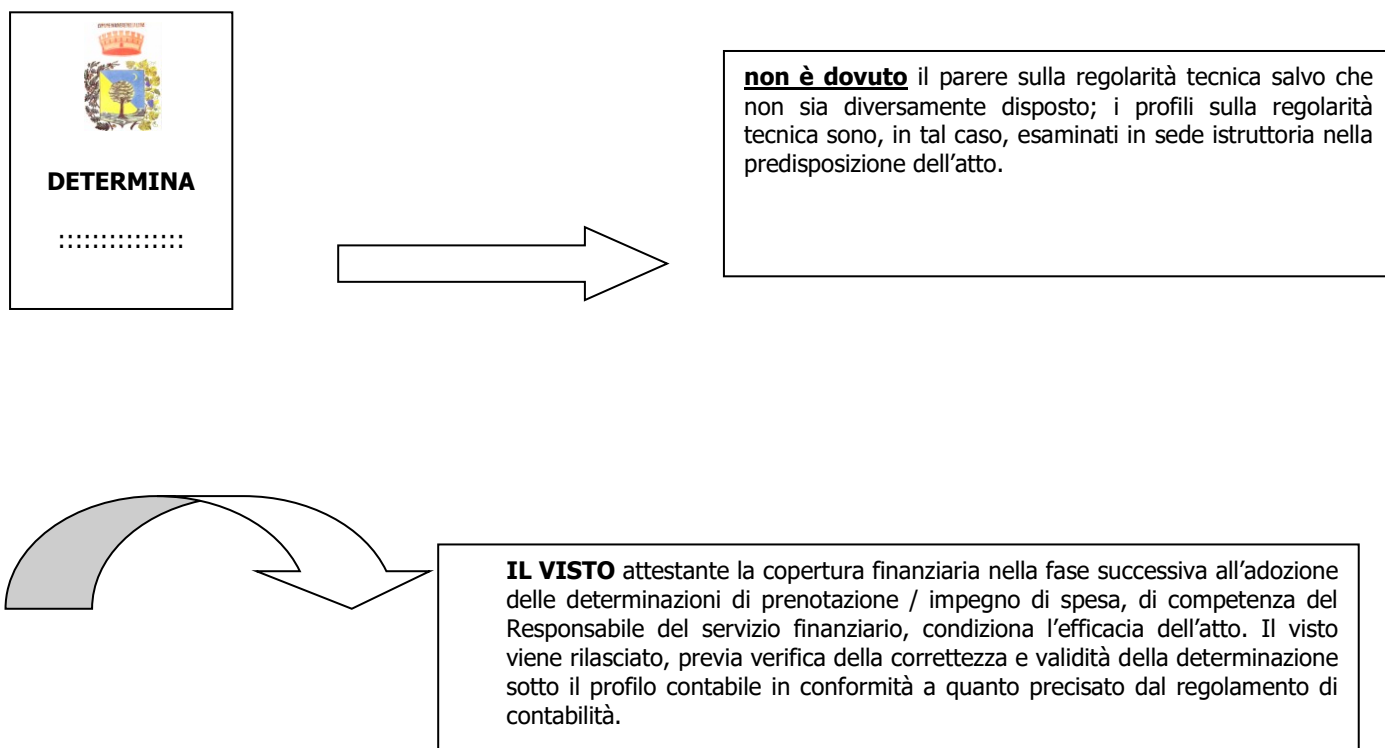 DETERMINA
:::::::::::::::
non è dovuto il parere sulla regolarità tecnica salvo che
non sia diversamente disposto; i profili sulla regolarità
tecnica sono, in tal caso, esaminati in sede istruttoria nella
predisposizione dell’atto.
IL VISTO attestante la copertura finanziaria nella fase successiva all’adozione
delle determinazioni di prenotazione / impegno di spesa, di competenza del
Responsabile del servizio finanziario, condiziona l’efficacia dell’atto. Il visto
viene rilasciato, previa verifica della correttezza e validità della determinazione
sotto il profilo contabile in conformità a quanto precisato dal regolamento di
contabilità.